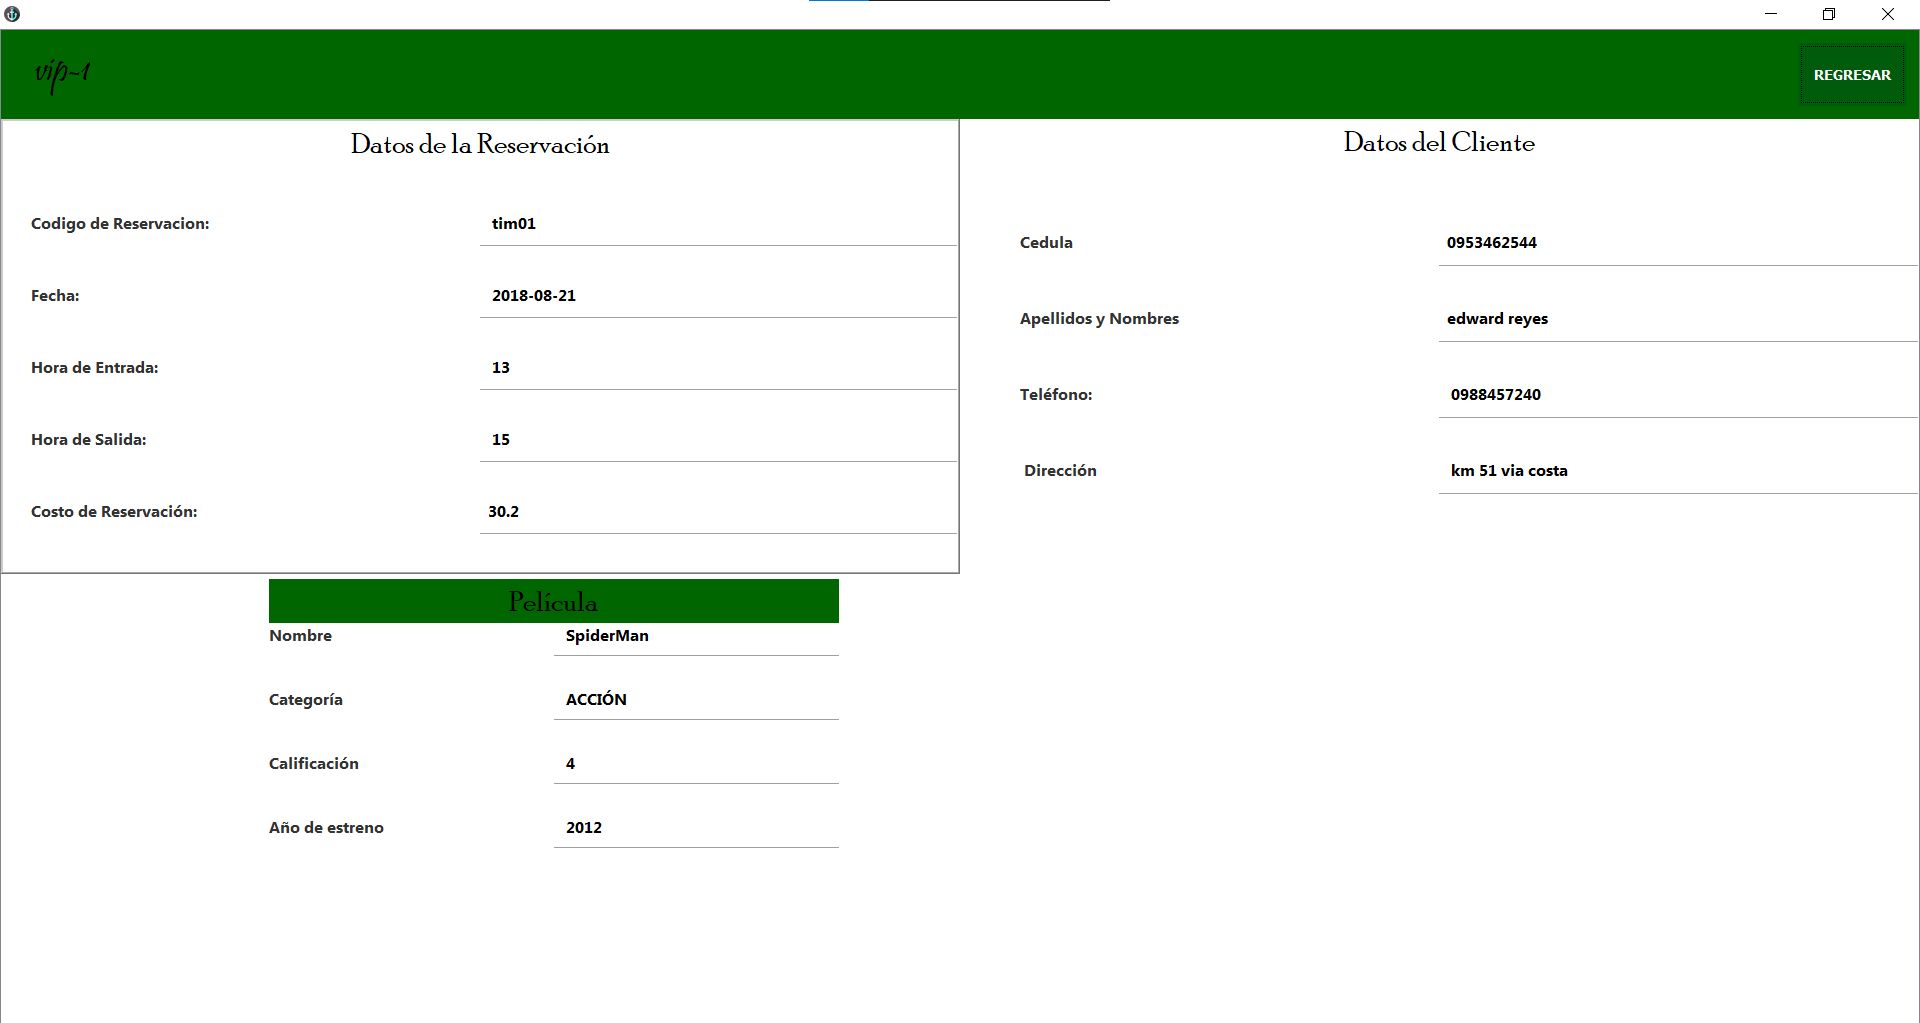 vip-1
REGRESAR
Datos de la Reservación
Codigo de Reservacion: tim01
Fecha: 2018-08-21
Hora de Entrada: 13
Hora de Salida: 15
Costo de Reservación: 30.2
Datos del Cliente
Cedula 0953462544
Apellidos y Nombres edward reyes
Teléfono: 0988457240
Dirección km 51 via costa
Película
Nombre SpiderMan
Categoría ACCIÓN
Calificación 4
Año de estreno 2012